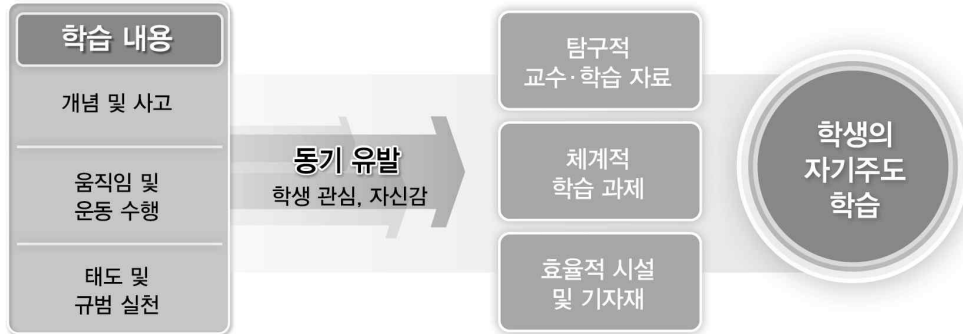 학습 내용
개념 및 사고
움직임 및
운동 수행
태도 및
규범 실천
동기 유발
학생 관심, 자신감
탐구적
교수·학습 자료
체계적
학습 과제
효율적 시설
및 기자재
학생의
자기주도
학습